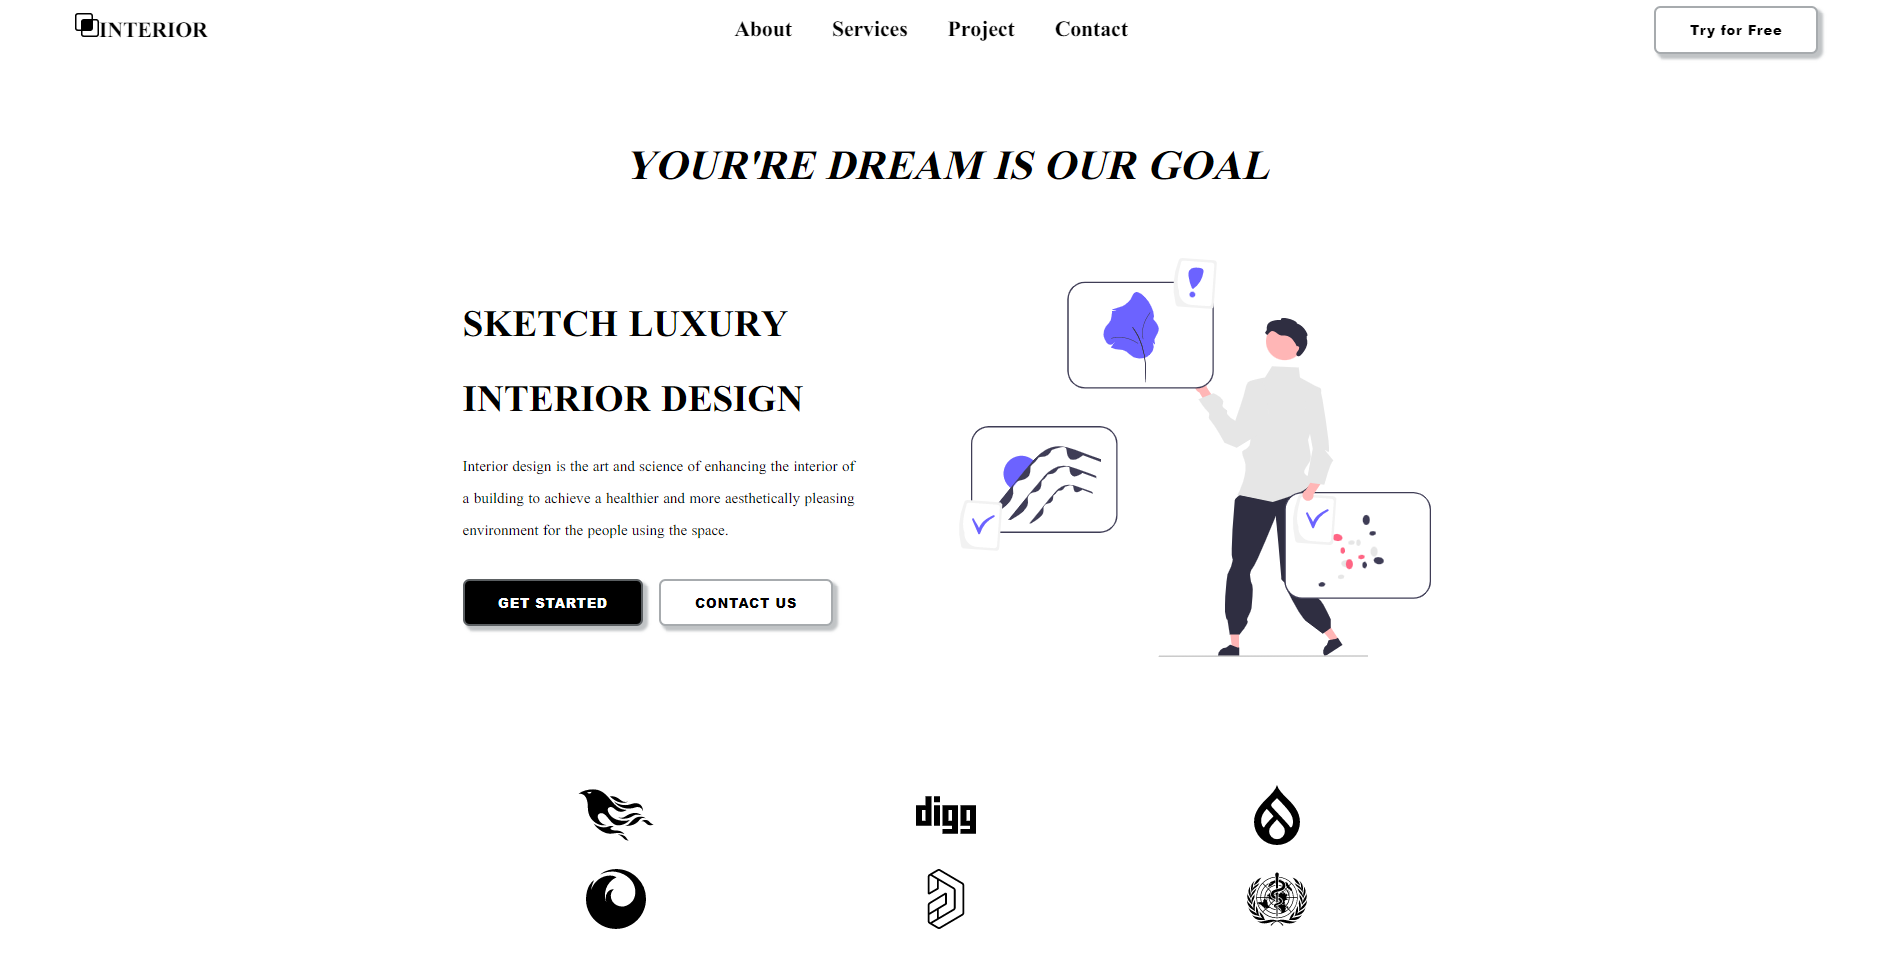 INTERIOR
About Services Project Contact
Try for Free
YOUR'RE DREAM IS OUR GOAL
SKETCH LUXURY
INTERIOR DESIGN
Interior design is the art and science of enhancing the interior of
a building to achieve a healthier and more aesthetically pleasing
environment for the people using the space.
GET STARTED
CONTACT US
digg